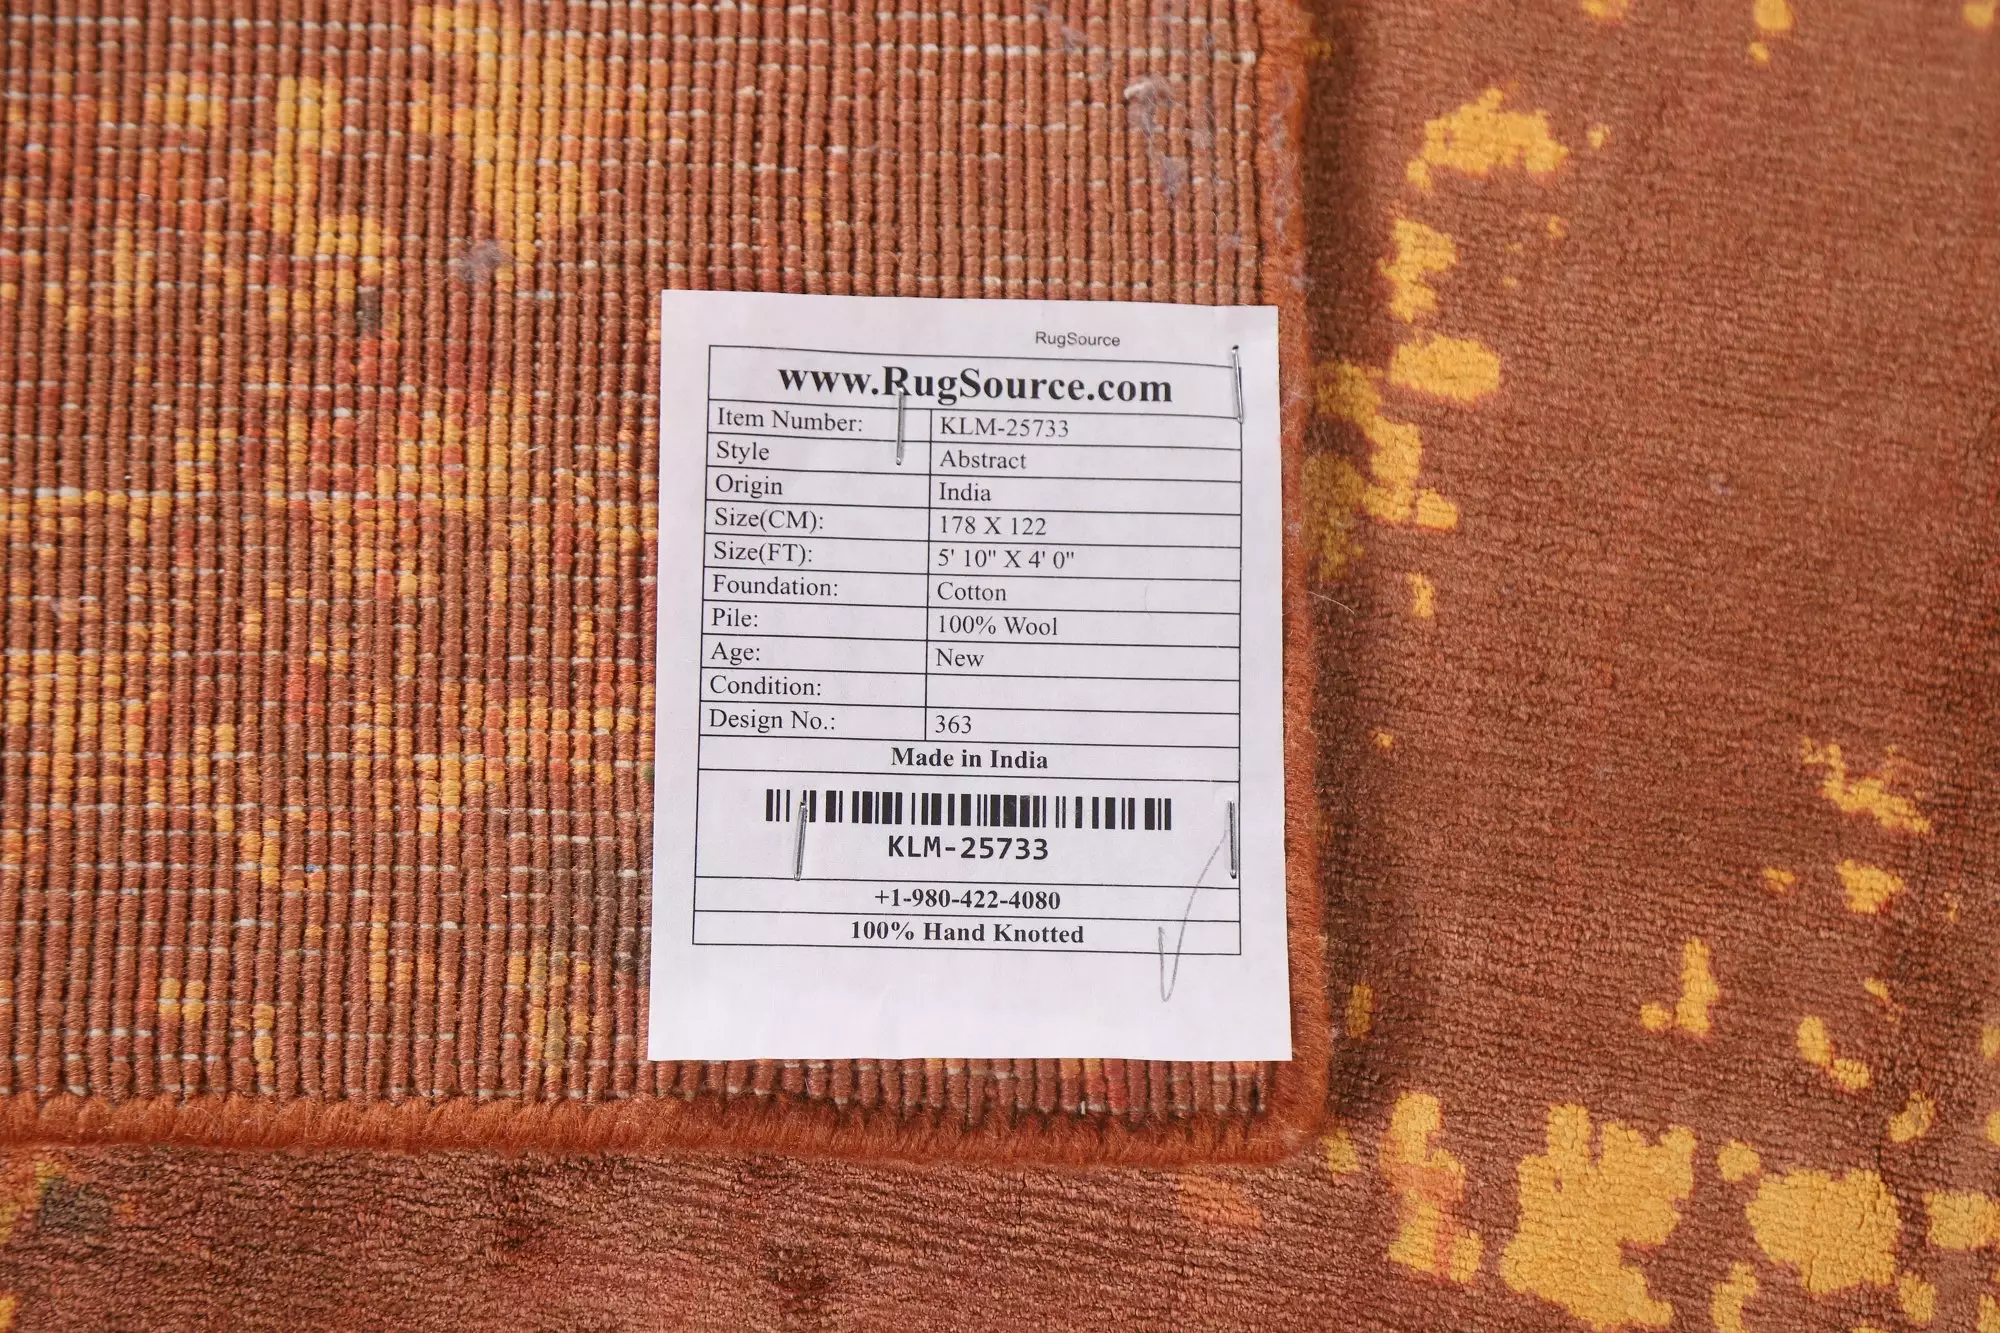 RugSource
www.RugSource.com
Item Number: KLM-25733
Style Abstract
Origin India
Size(CM): 178 X 122
Size(FT): 5' 10" X 4' 0"
Foundation: Cotton
Pile: 100% Wool
Age: New
Condition:
Design No.: 363
Made in India
KLM-25733
+1-980-422-4080
100% Hand Knotted